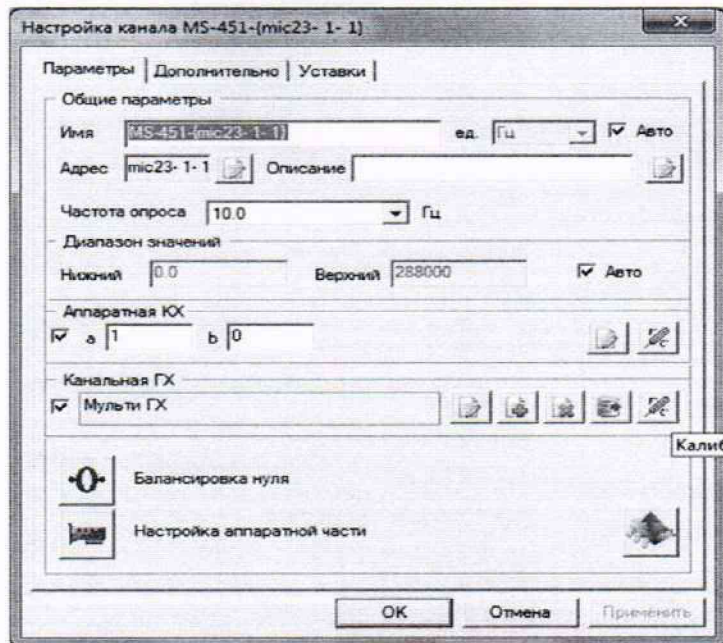 Настройка канала MS-451-{mic23- 1- 1}
Параметры Дополнительно Уставки
Общие параметры
Имя MS-451-{mic23- 1- 1} ед. Гц Авто
Адрес mic23- 1- 1 Описание
Частота опроса 10.0 Гц
Диапазон значений
Нижний 0.0 Верхний 288000 Авто
Аппаратная КХ
a 1 b 0
Канальная ГХ
Мульти ГХ
Калиб
Балансировка нуля
Настройка аппаратной части
OK Отмена Применить